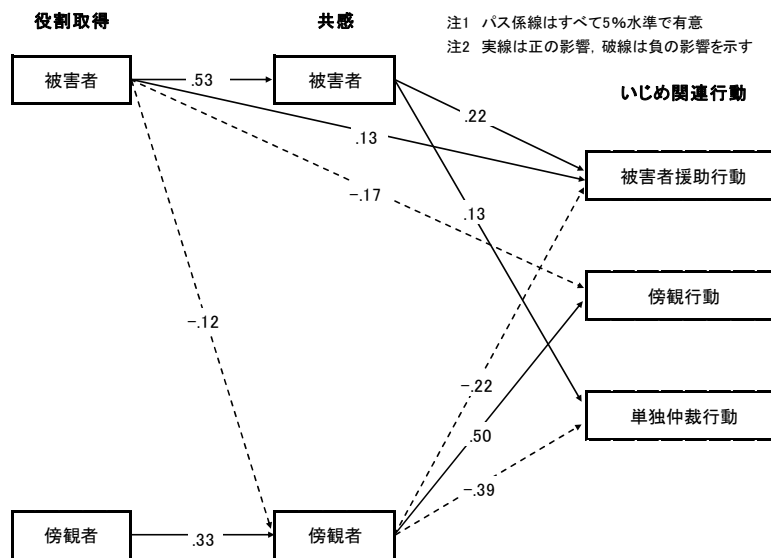 役割取得
共感
注1 パス係線はすべて5%水準で有意
注2 実線は正の影響, 破線は負の影響を示す
いじめ関連行動
被害者
.53
被害者
.22
.13
被害者援助行動
-.17
.13
傍観行動
-.12
-.22
単独仲裁行動
.50
-.39
傍観者
.33
傍観者